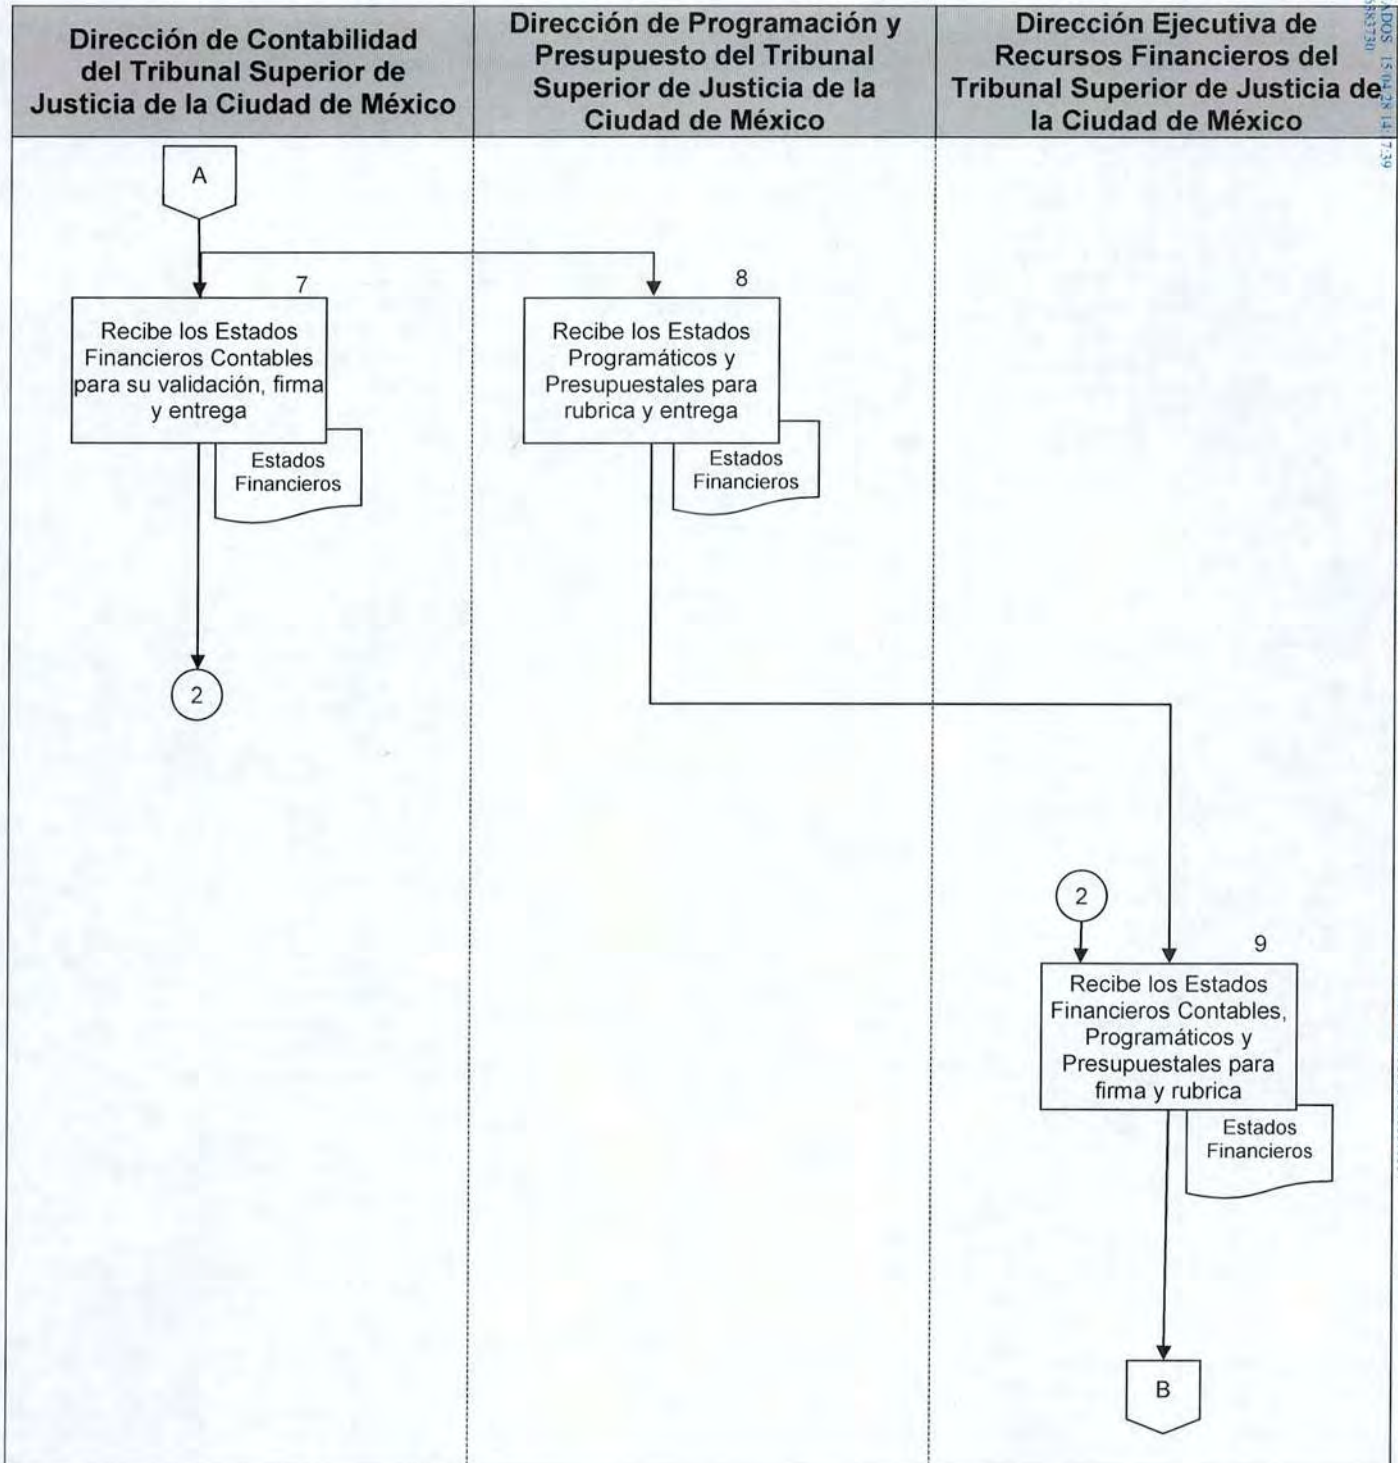 Dirección de Contabilidad
del Tribunal Superior de
Justicia de la Ciudad de México
Dirección de Programación y
Presupuesto del Tribunal
Superior de Justicia de la
Ciudad de México
Dirección Ejecutiva de
Recursos Financieros del
Tribunal Superior de Justicia de
la Ciudad de México
A
7
Recibe los Estados
Financieros Contables
para su validación, firma
y entrega
Estados
Financieros
2
8
Recibe los Estados
Programáticos y
Presupuestales para
rubrica y entrega
Estados
Financieros
2
9
Recibe los Estados
Financieros Contables,
Programáticos y
Presupuestales para
firma y rubrica
Estados
Financieros
B